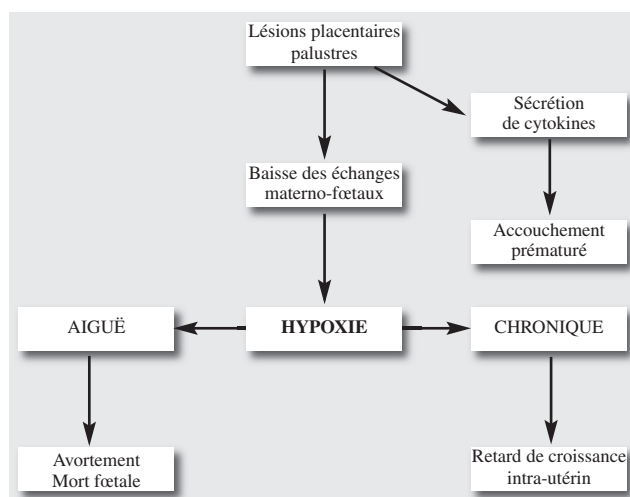 Lésions placentaires
palustres
Sécrétion
de cytokines
Baisse des échanges
materno-fœtaux
Accouchement
prématuré
AIGUË
HYPOXIE
CHRONIQUE
Avortement
Mort fœtale
Retard de croissance
intra-utérin